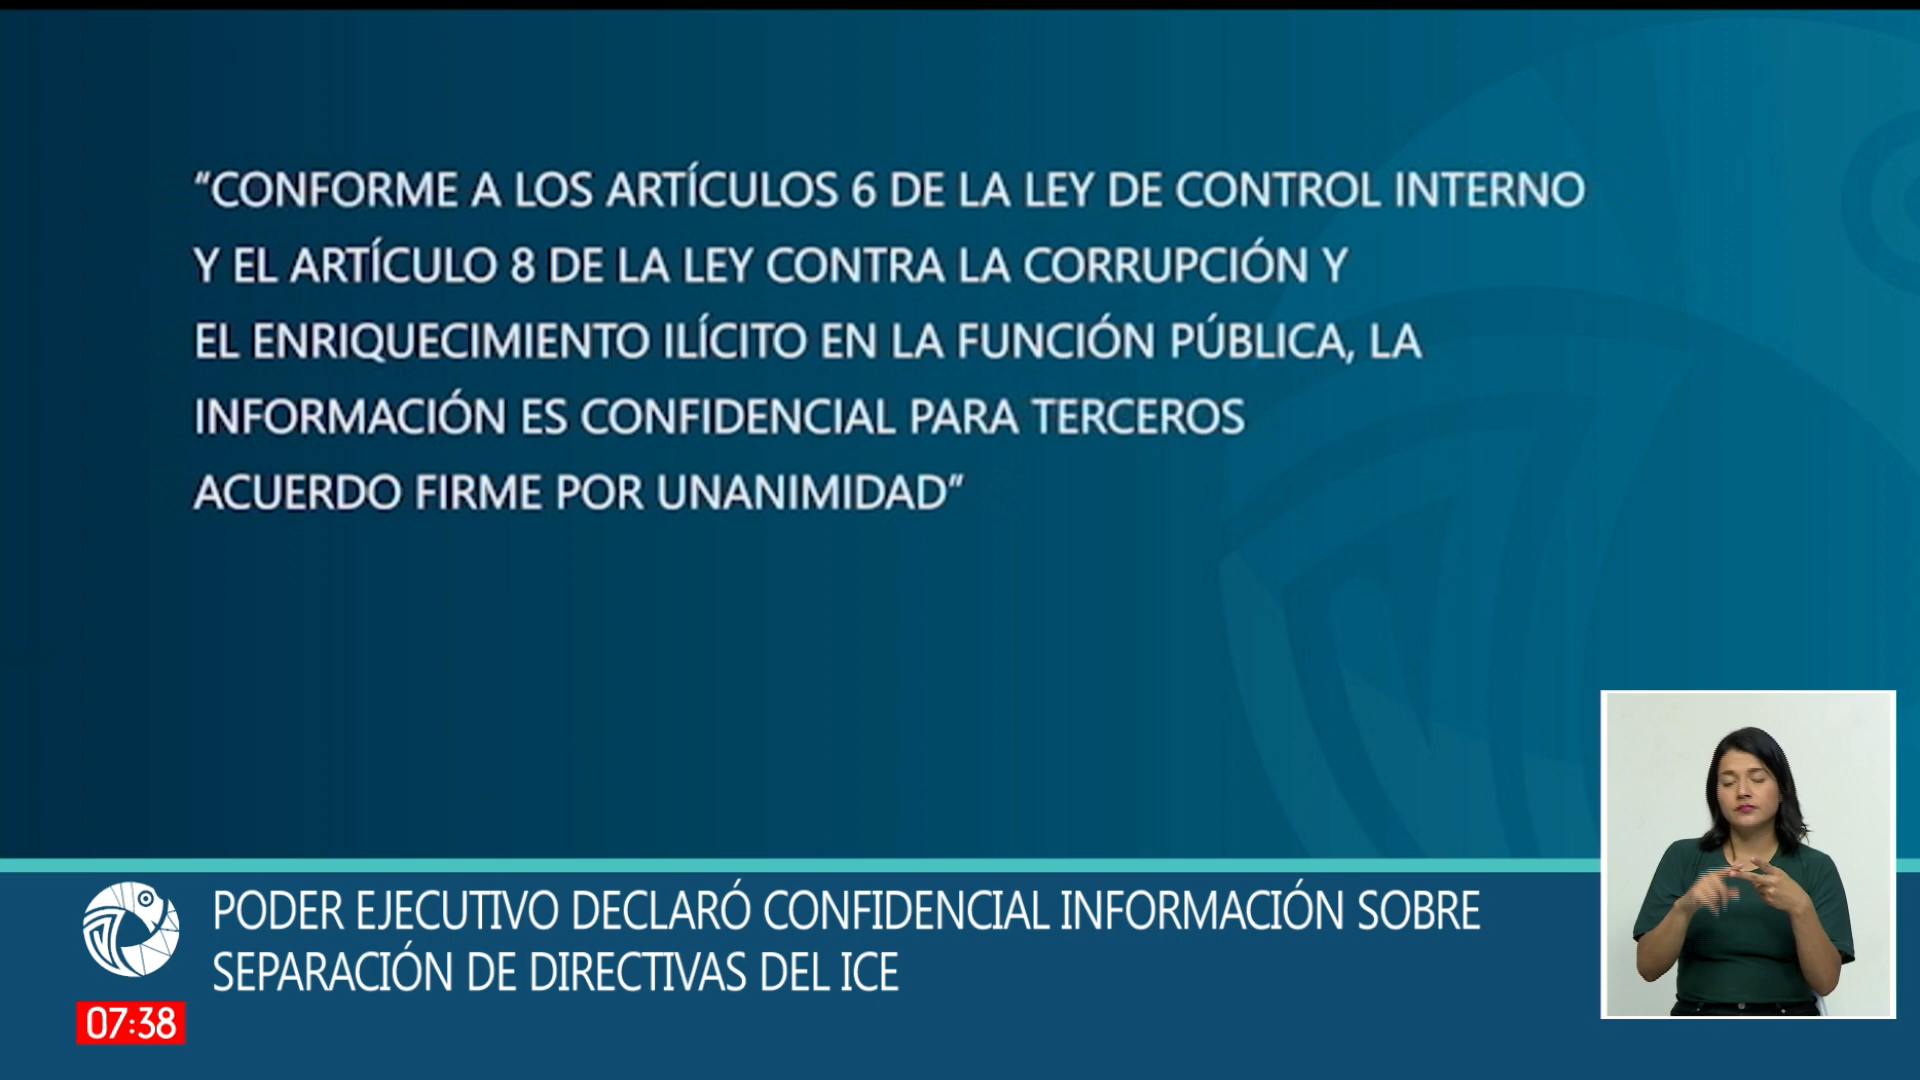 “CONFORME A LOS ARTÍCULOS 6 DE LA LEY DE CONTROL INTERNO
Y EL ARTÍCULO 8 DE LA LEY CONTRA LA CORRUPCIÓN Y
EL ENRIQUECIMIENTO ILÍCITO EN LA FUNCIÓN PÚBLICA, LA
INFORMACIÓN ES CONFIDENCIAL PARA TERCEROS
ACUERDO FIRME POR UNANIMIDAD”
PODER EJECUTIVO DECLARÓ CONFIDENCIAL INFORMACIÓN SOBRE
SEPARACIÓN DE DIRECTIVAS DEL ICE
07:38